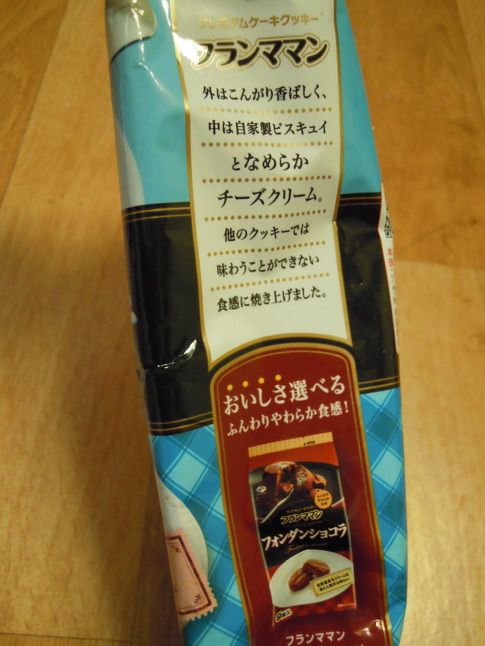 プレミアムケーキクッキー
フランママン
外はこんがり香ばしく、
中は自家製ビスキュイ
となめらか
チーズクリーム。
他のクッキーでは
味わうことができない
食感に焼き上げました。
おいしさ選べる
ふんわりやわらか食感!
フランママン
フォンダンショコラ
フランママン